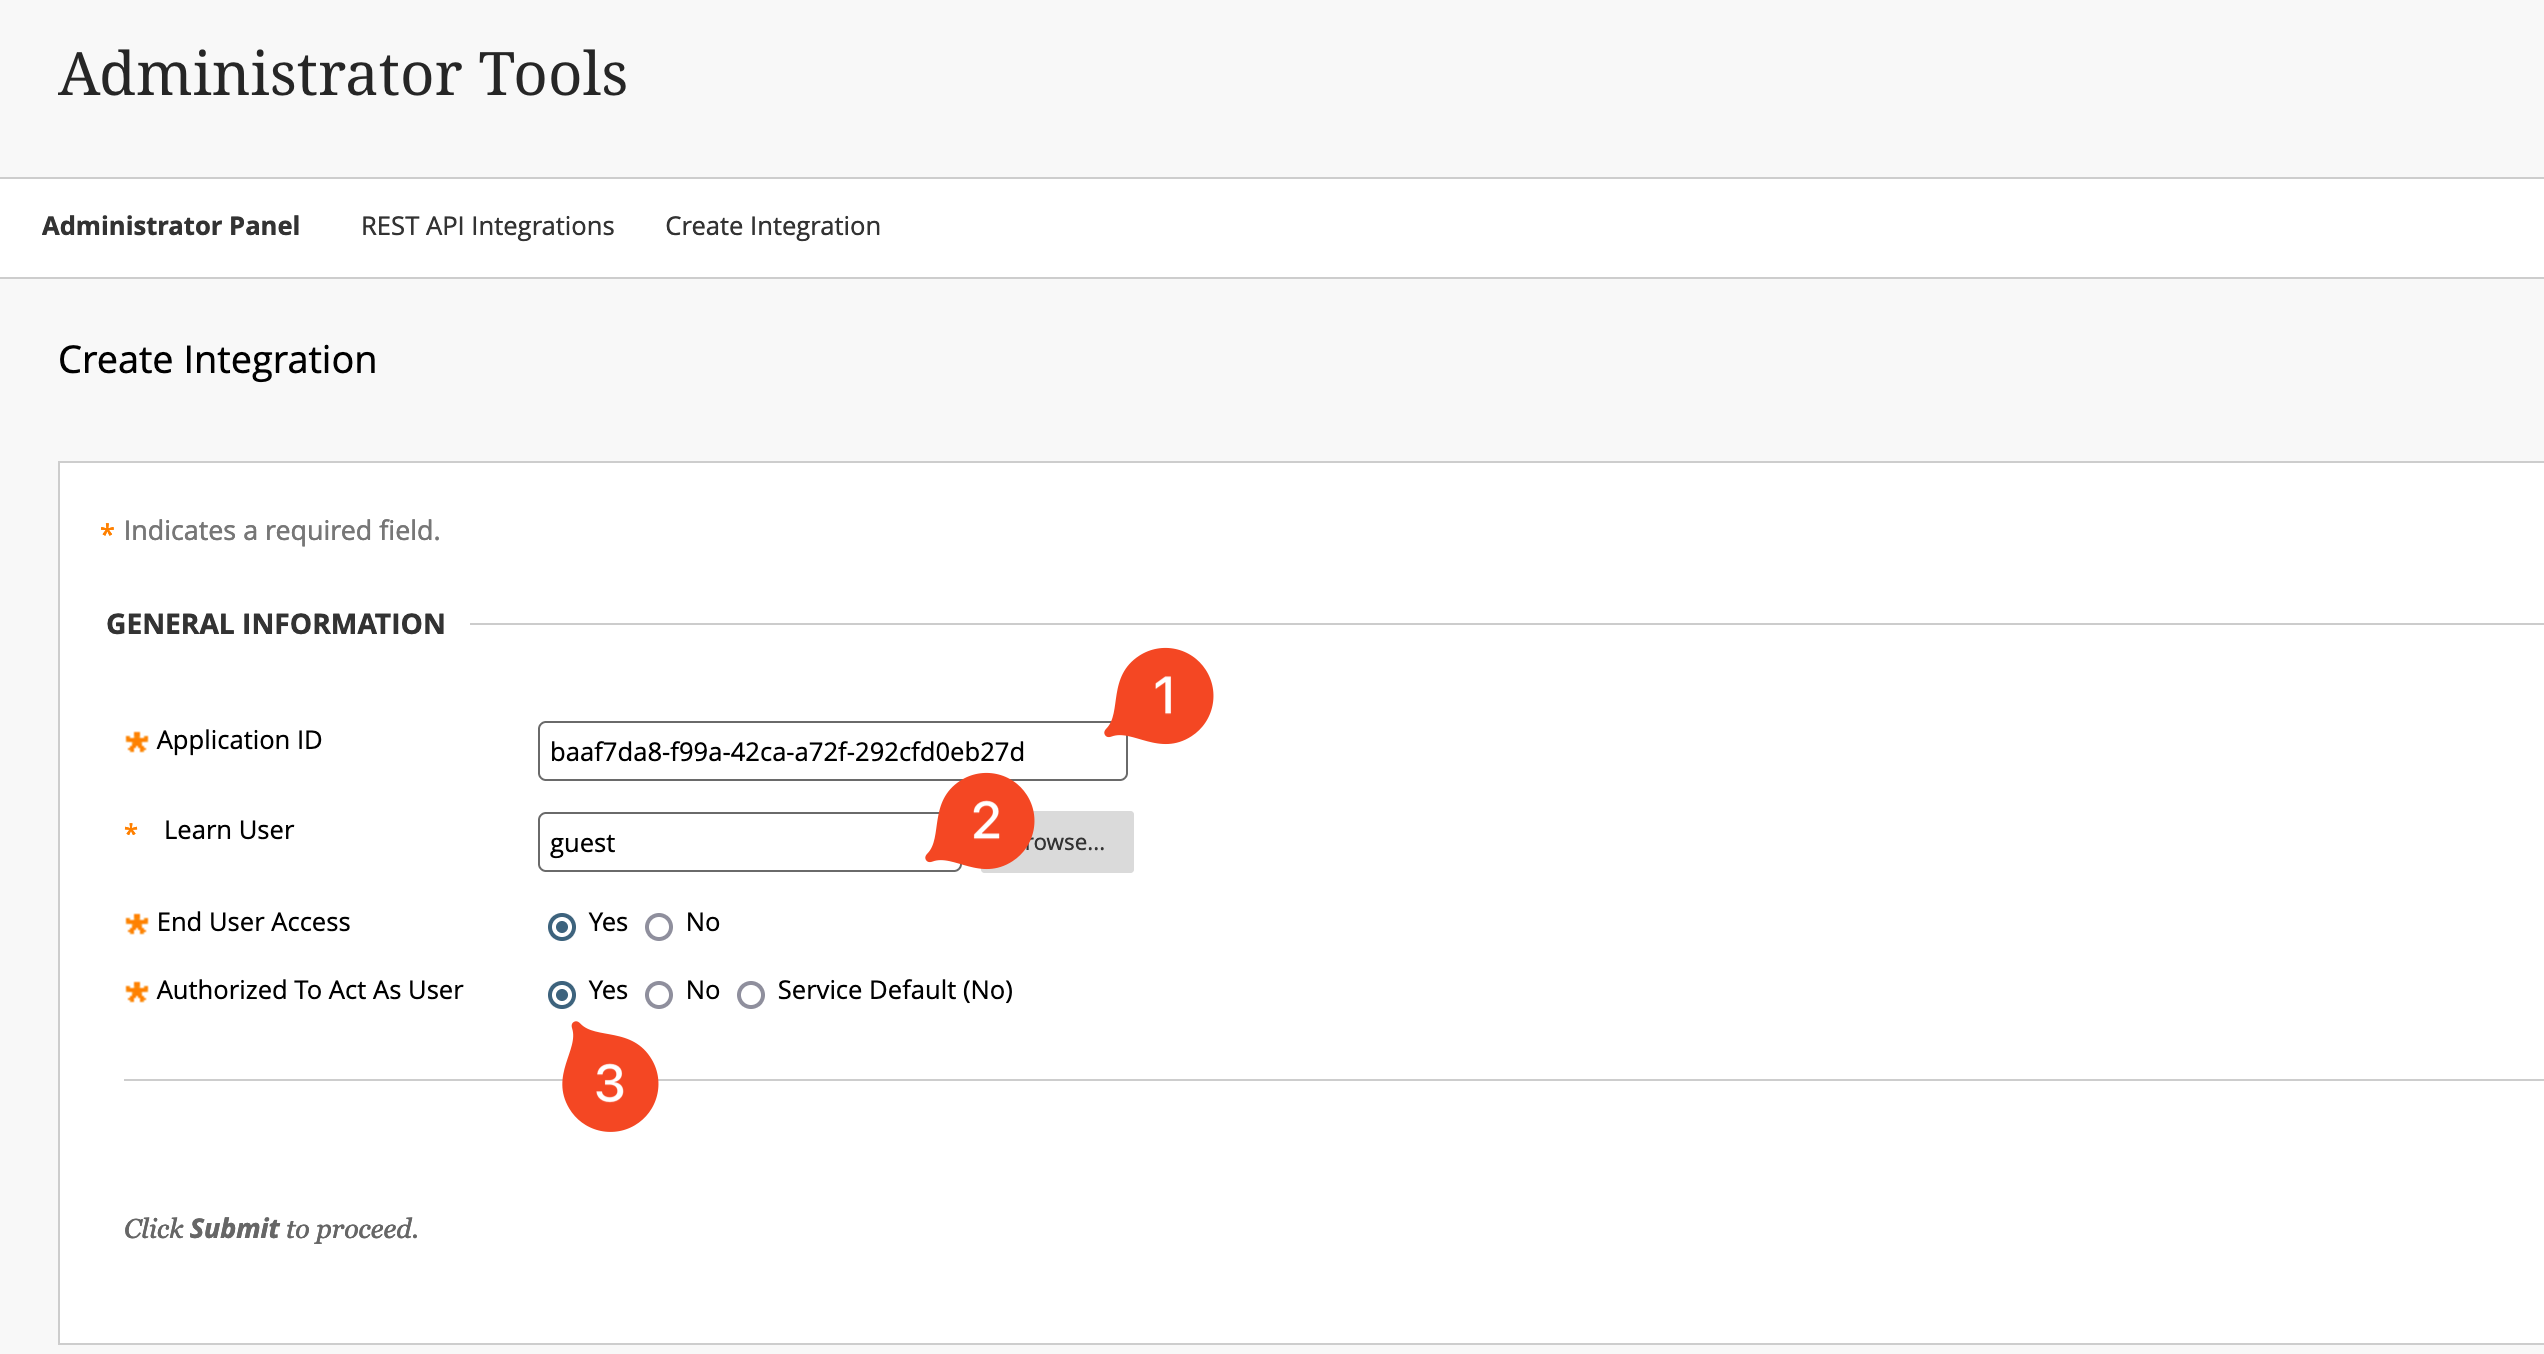 Administrator Tools
Administrator Panel REST API Integrations Create Integration
Create Integration
* Indicates a required field.
GENERAL INFORMATION
1
* Application ID baaf7da8-f99a-42ca-a72f-292cfd0eb27d
2
* Learn User guest rowse...
* End User Access Yes No
* Authorized To Act As User Yes No Service Default (No)
3
Click Submit to proceed.